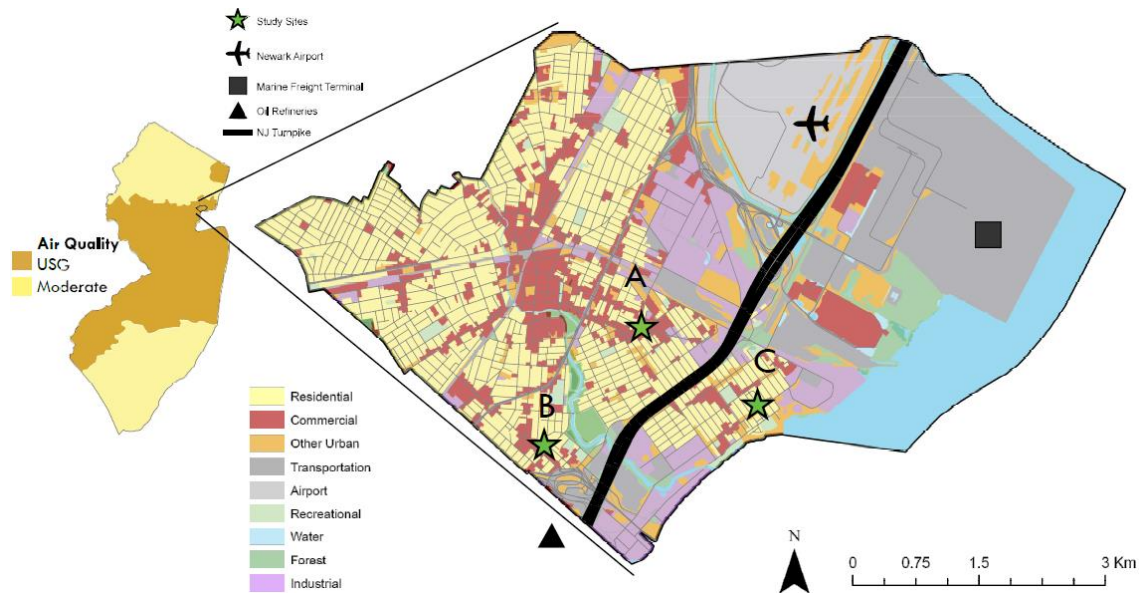 Study Sites
Newark Airport
Marine Freight Terminal
Oil Refineries
NJ Turnpike
Air Quality
USG
Moderate
A
B
C
Residential
Commercial
Other Urban
Transportation
Airport
Recreational
Water
Forest
Industrial
N
0 0.75 1.5 3 Km